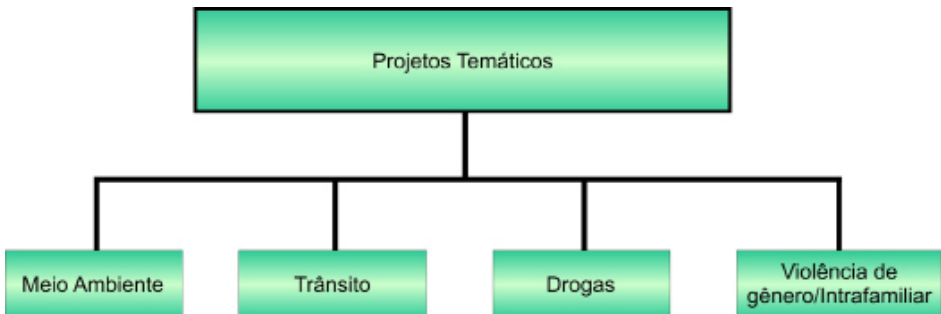 Projetos Temáticos
Meio Ambiente
Trânsito
Drogas
Violência de
gênero/Intrafamiliar